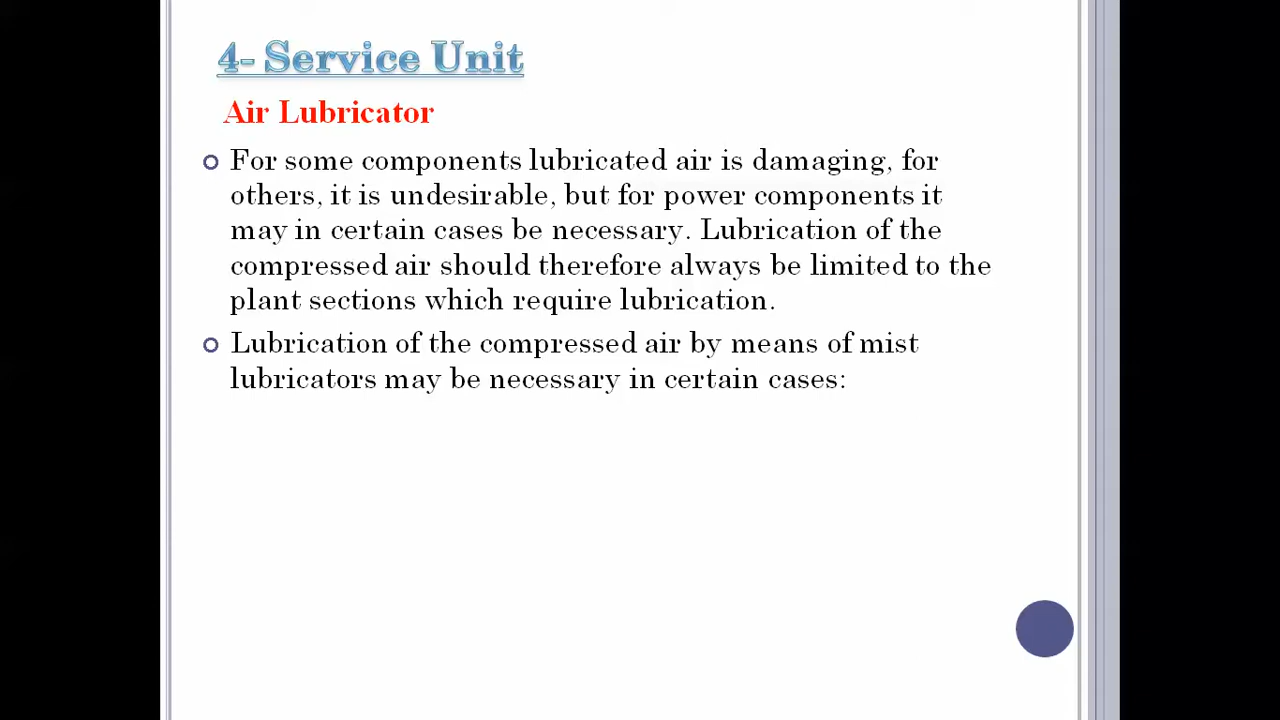 4- Service Unit
Air Lubricator
For some components lubricated air is damaging, for
others, it is undesirable, but for power components it
may in certain cases be necessary. Lubrication of the
compressed air should therefore always be limited to the
plant sections which require lubrication.
Lubrication of the compressed air by means of mist
lubricators may be necessary in certain cases: